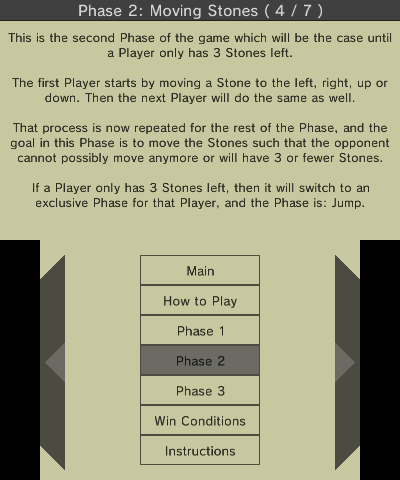 Phase 2: Moving Stones ( 4 / 7 )
This is the second Phase of the game which will be the case until
a Player only has 3 Stones left.
The first Player starts by moving a Stone to the left, right, up or
down. Then the next Player will do the same as well.
That process is now repeated for the rest of the Phase, and the
goal in this Phase is to move the Stones such that the opponent
cannot possibly move anymore or will have 3 or fewer Stones.
If a Player only has 3 Stones left, then it will switch to an
exclusive Phase for that Player, and the Phase is: Jump.
Main
How to Play
Phase 1
Phase 2
Phase 3
Win Conditions
Instructions